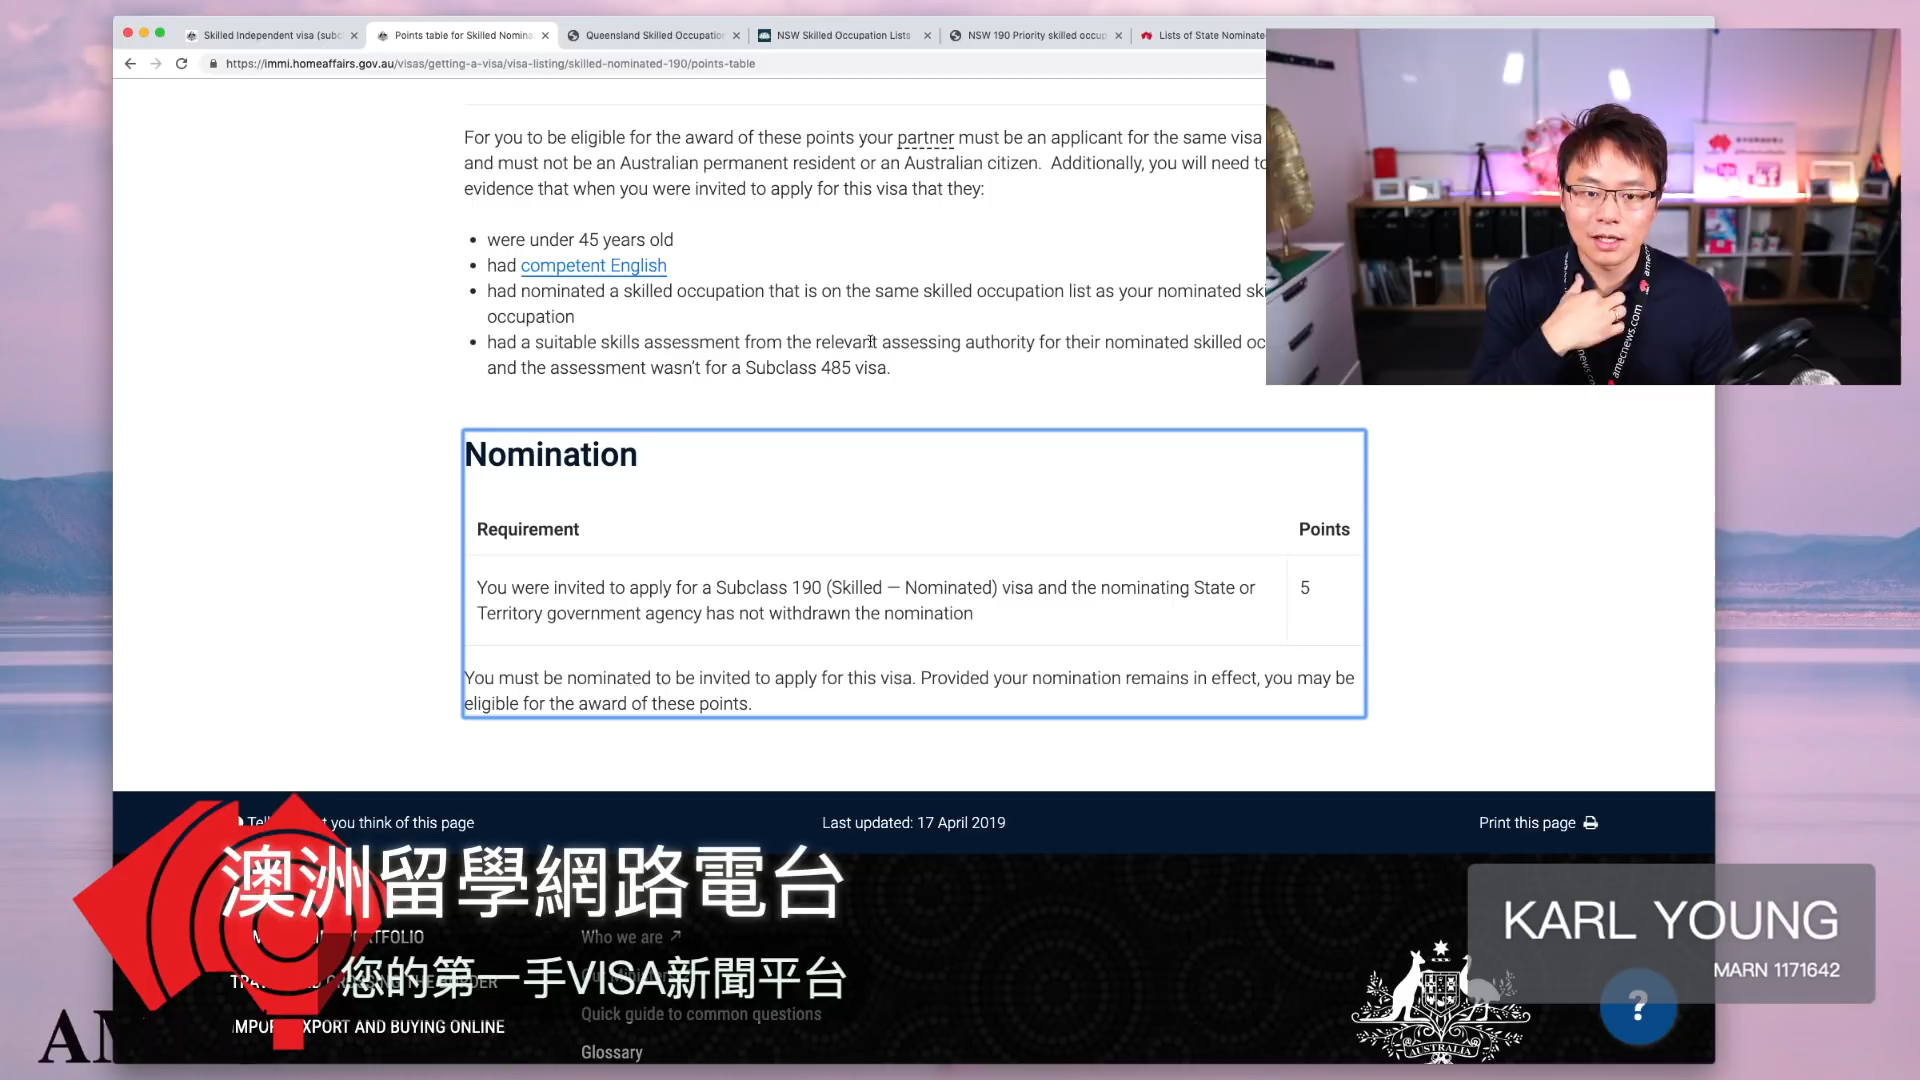 Skilled Independent visa (subc
Points table for Skilled Nomina
Queensland Skilled Occupation
NSW Skilled Occupation Lists
NSW 190 Priority skilled occup
Lists of State Nominate
https://immi.homeaffairs.gov.au/visas/getting-a-visa/visa-listing/skilled-nominated-190/points-table
For you to be eligible for the award of these points your partner must be an applicant for the same visa
and must not be an Australian permanent resident or an Australian citizen. Additionally, you will need to
evidence that when you were invited to apply for this visa that they:
• were under 45 years old
• had competent English
• had nominated a skilled occupation that is on the same skilled occupation list as your nominated ski
occupation
• had a suitable skills assessment from the relevant assessing authority for their nominated skilled oc
and the assessment wasn't for a Subclass 485 visa.
amecnews.com
Nomination
Requirement Points
You were invited to apply for a Subclass 190 (Skilled — Nominated) visa and the nominating State or 5
Territory government agency has not withdrawn the nomination
You must be nominated to be invited to apply for this visa. Provided your nomination remains in effect, you may be
eligible for the award of these points.
you think of this page
Last updated: 17 April 2019
Print this page
澳洲留學網路電台
Who we are
您的第一手VISA新聞平台
Quick guide to common questions
EXPORT AND BUYING ONLINE
Glossary
KARL YOUNG
MARN 1171642
?
AUSTRALIA